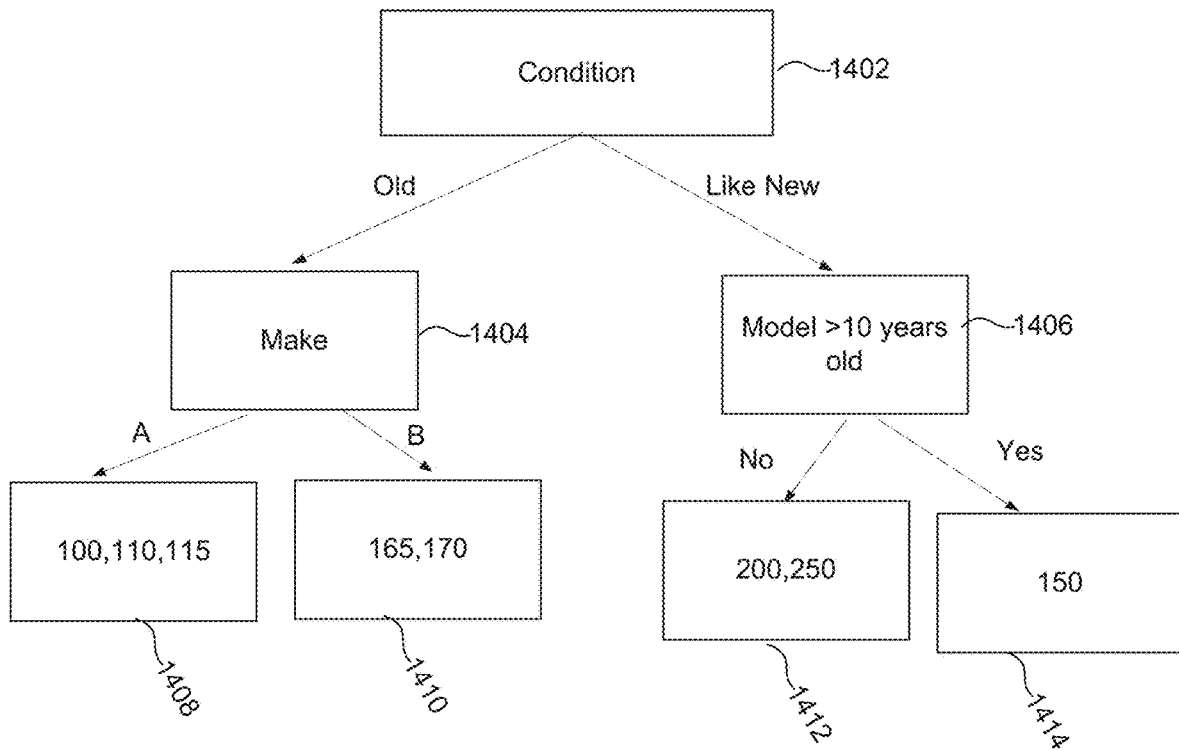 Condition
1402
Old
Like New
Make
1404
Model >10 years
old
1406
A
B
No
Yes
100,110,115
165,170
200,250
150
1408
1410
1412
1414